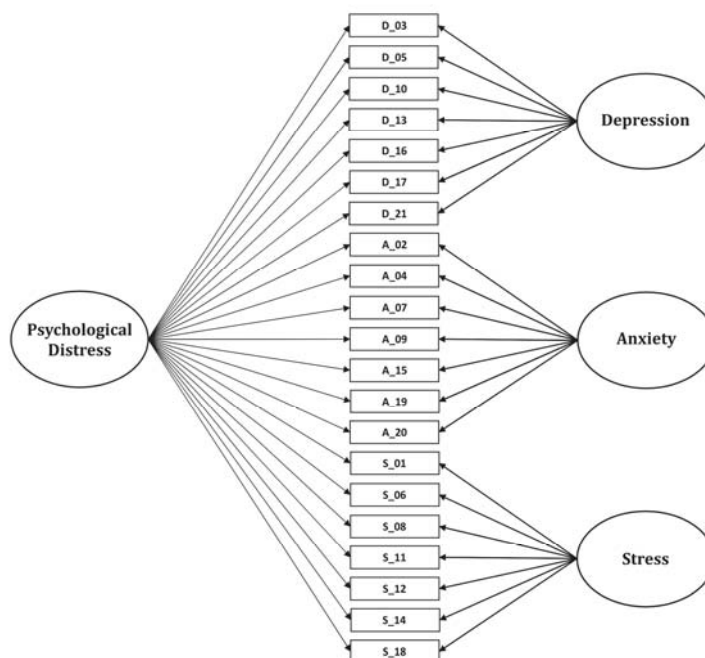 D_03
D_05
D_10
Depression
D_13
D_16
D_17
D_21
A_02
A_04
A_07
Psychological
Distress
A_09
Anxiety
A_15
A_19
A_20
S_01
S_06
S_08
S_11
Stress
S_12
S_14
S_18